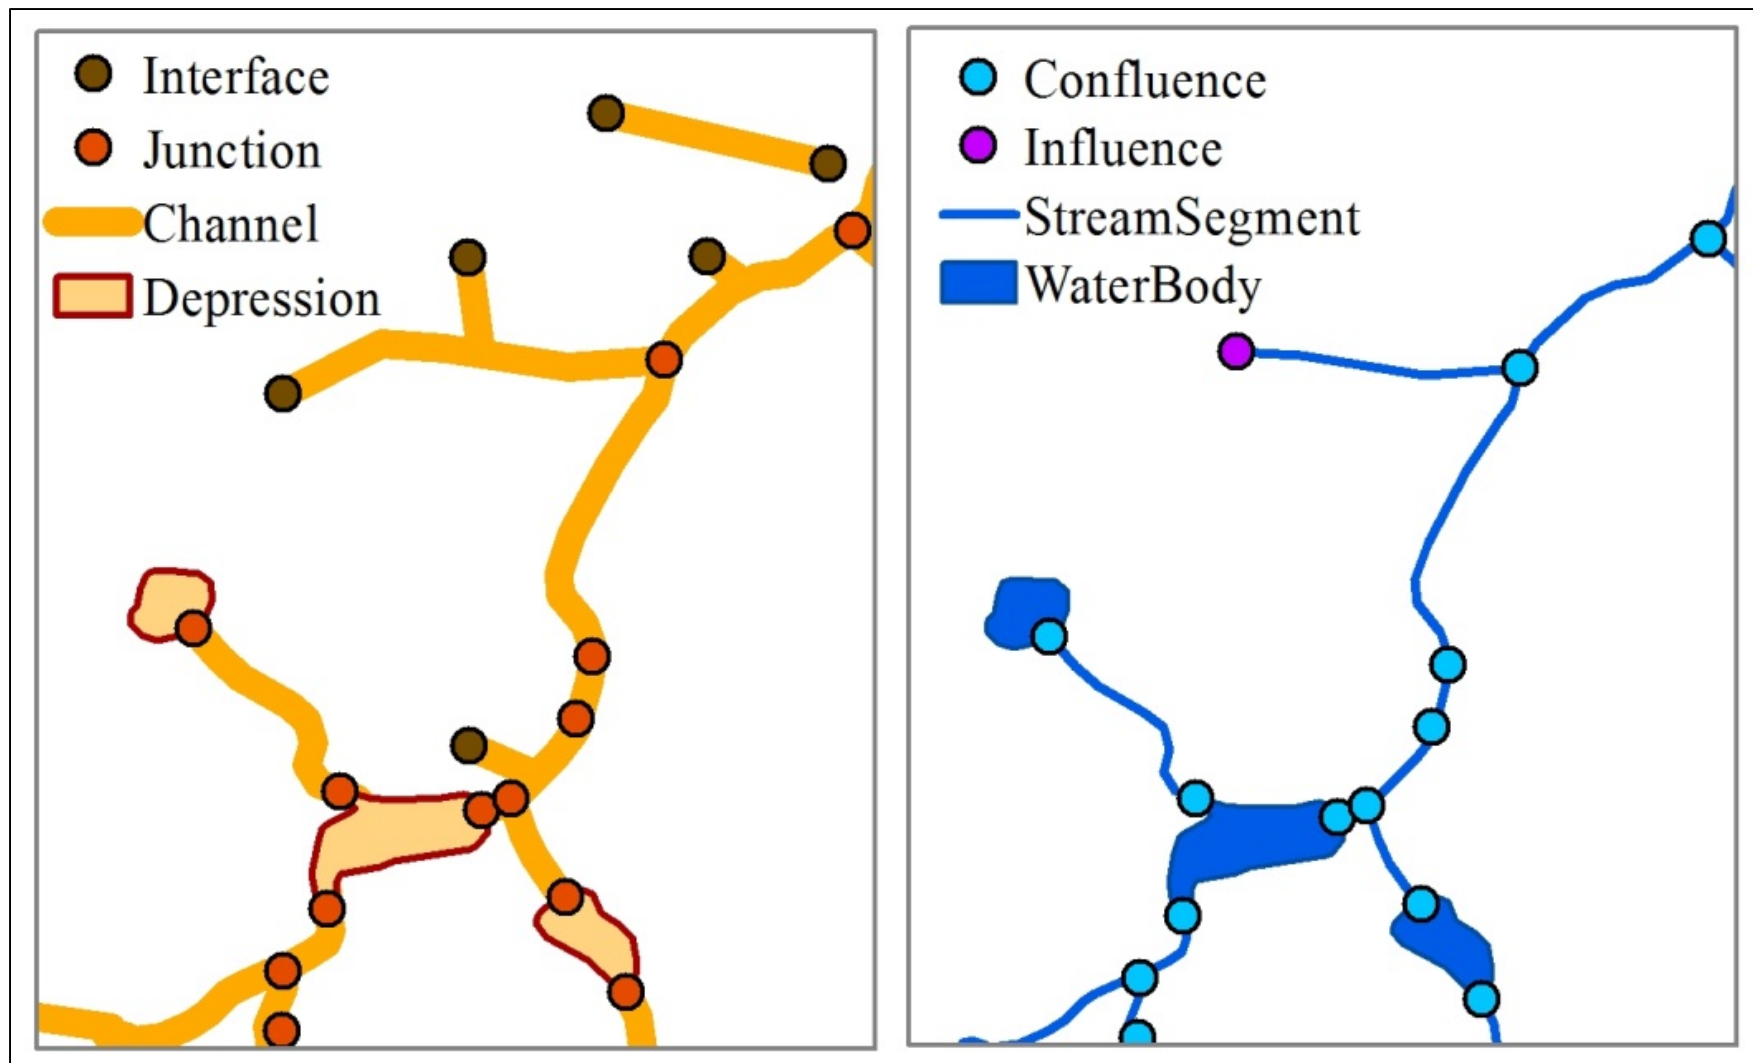 Interface
Junction
Channel
Depression
Confluence
Influence
StreamSegment
WaterBody